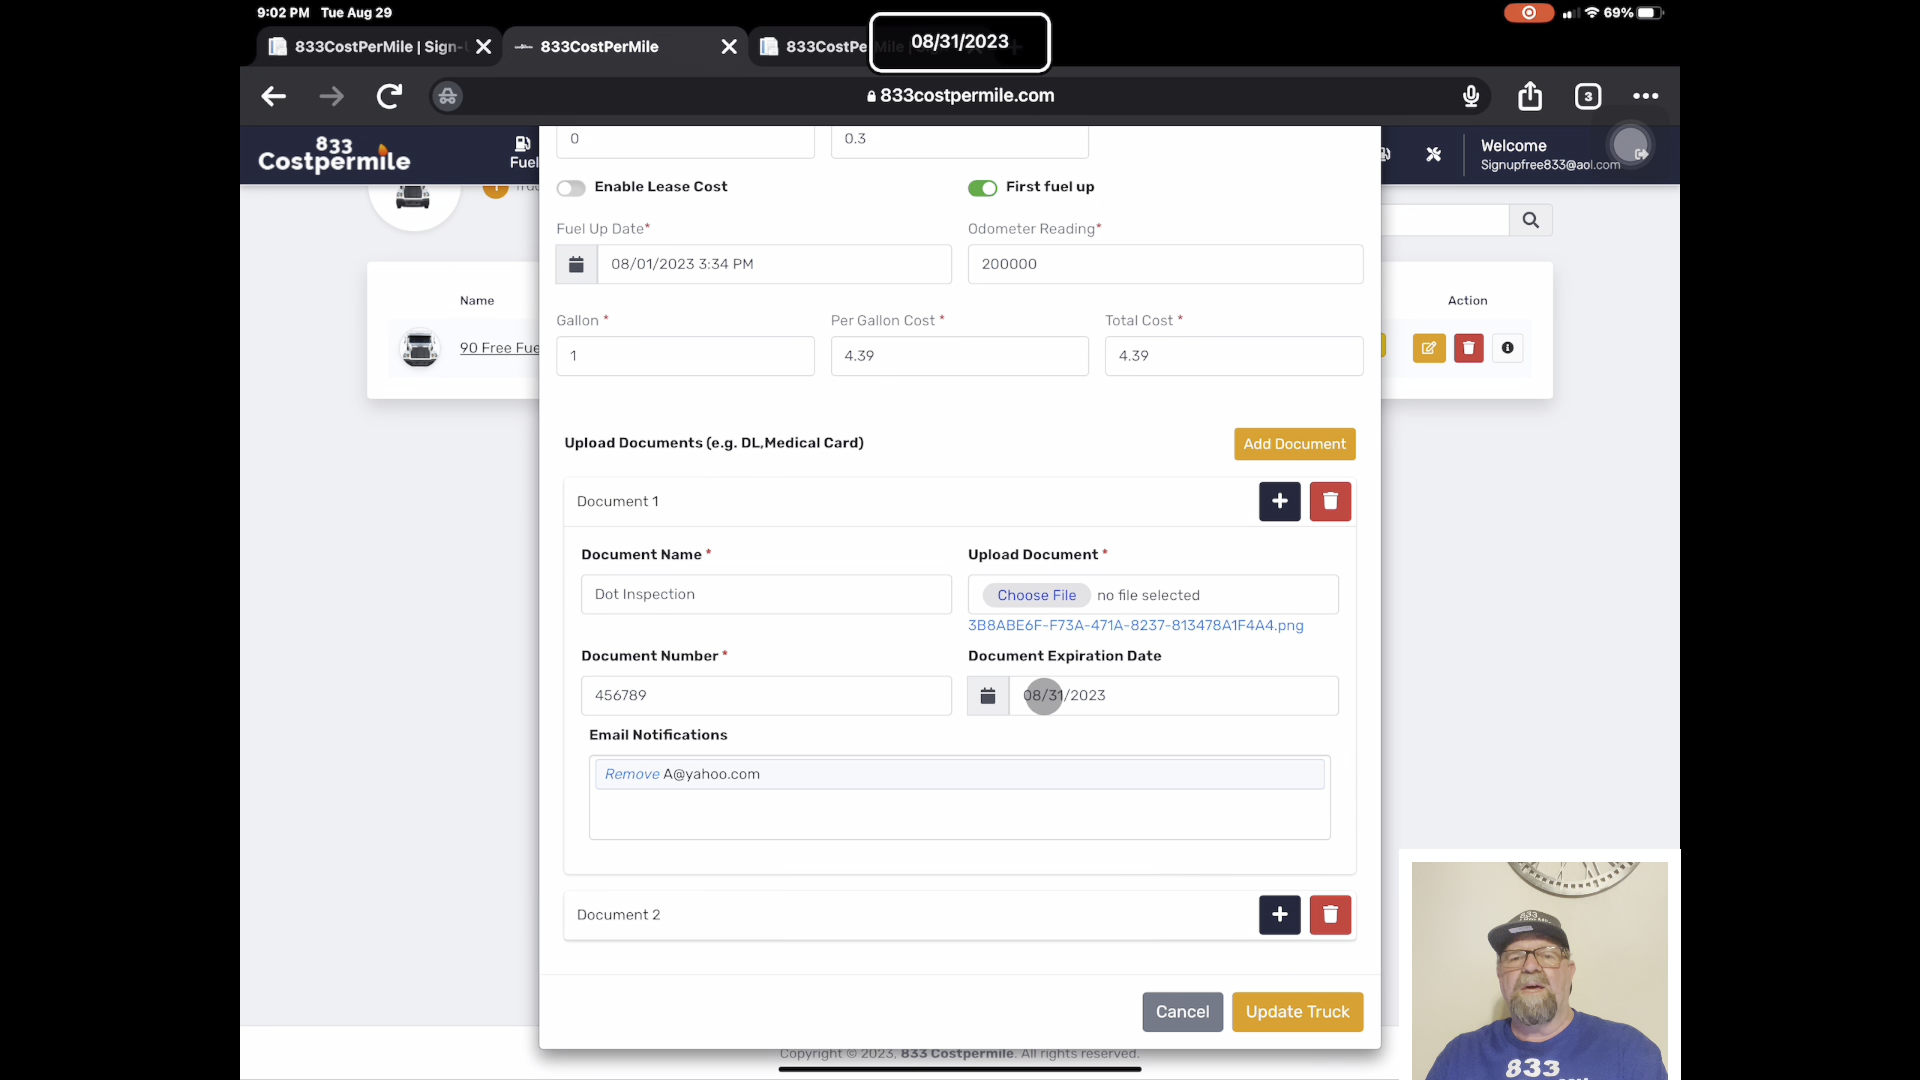 9:02 PM Tue Aug 29
69%
833CostPerMile | Sign-
833CostPerMile
833CostPe
08/31/2023
833costpermile.com
3
833
Costpermile
Fuel
Welcome
Signupfree833@aol.com
0
0.3
Enable Lease Cost
First fuel up
Fuel Up Date*
Odometer Reading*
08/01/2023 3:34 PM
200000
Name
Action
90 Free Fue
Gallon *
Per Gallon Cost *
Total Cost *
1
4.39
4.39
Upload Documents (e.g. DL,Medical Card)
Add Document
Document 1
Document Name *
Upload Document *
Dot Inspection
Choose File no file selected
3B8ABE6F-F73A-471A-8237-813478A1F4A4.png
Document Number *
Document Expiration Date
456789
08/31/2023
Email Notifications
Remove A@yahoo.com
Document 2
Cancel
Update Truck
Copyright © 2023, 833 Costpermile. All rights reserved.
833
833